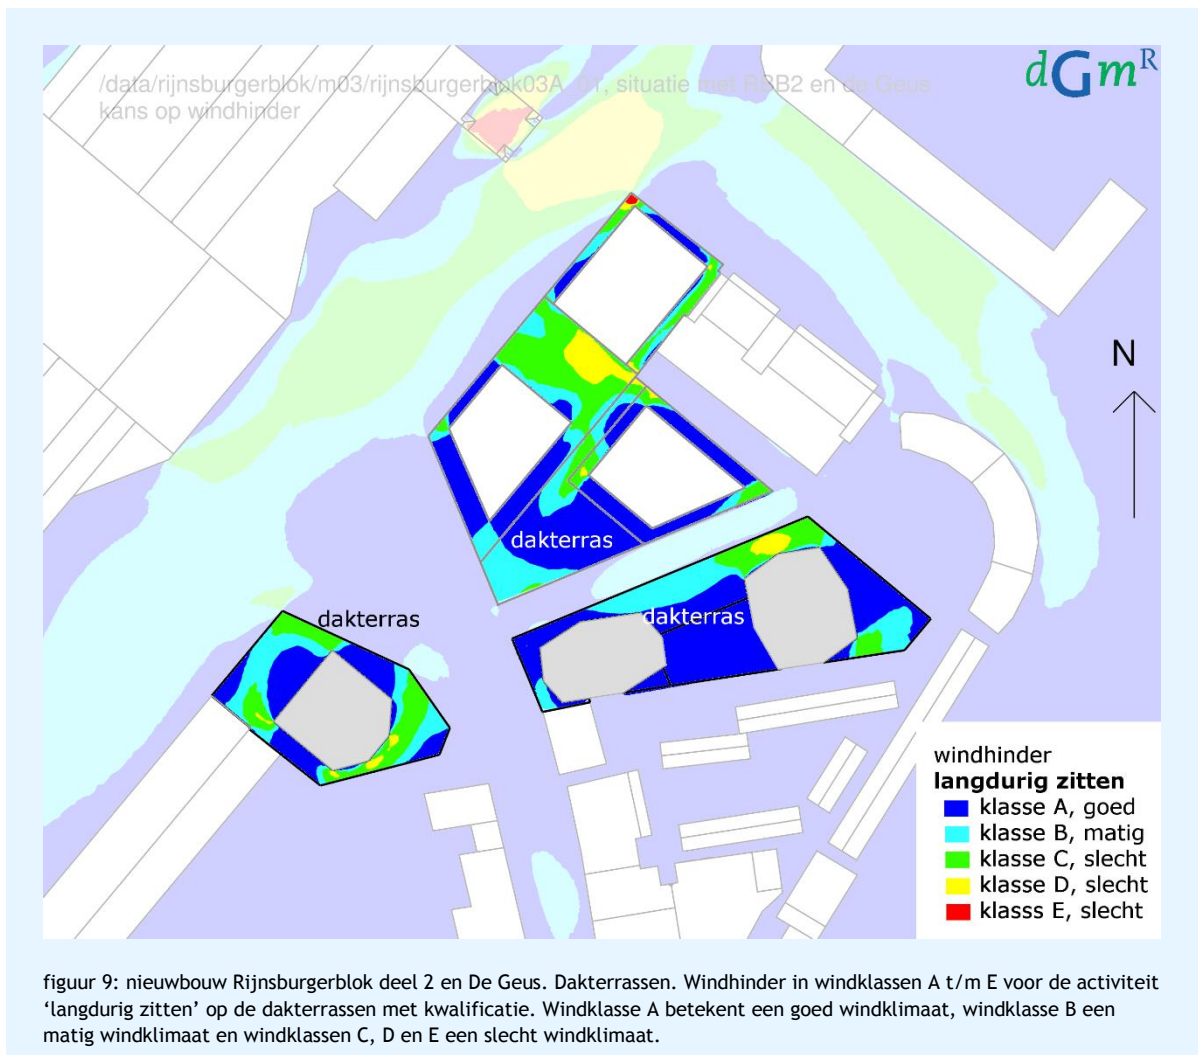 /data/rijnsburgerblok/m03/rijnsburgerblok03A_01, situatie met RBB2 en de Geus
kans op windhinder
dGmR
N
dakterras
dakterras
dakterras
windhinder
langdurig zitten
klasse A, goed
klasse B, matig
klasse C, slecht
klasse D, slecht
klasss E, slecht
figuur 9: nieuwbouw Rijnsburgerblok deel 2 en De Geus. Dakterrassen. Windhinder in windklassen A t/m E voor de activiteit
‘langdurig zitten’ op de dakterrassen met kwalificatie. Windklasse A betekent een goed windklimaat, windklasse B een
matig windklimaat en windklassen C, D en E een slecht windklimaat.